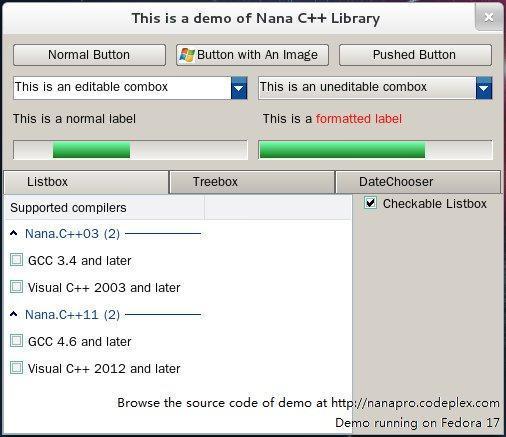 This is a demo of Nana C++ Library
Normal Button Button with An Image Pushed Button
This is an editable combox This is an uneditable combox
This is a normal label This is a formatted label
Listbox Treebox DateChooser
Supported compilers Checkable Listbox
Nana.C++03 (2)
GCC 3.4 and later
Visual C++ 2003 and later
Nana.C++11 (2)
GCC 4.6 and later
Visual C++ 2012 and later
Browse the source code of demo at http://nanapro.codeplex.com
Demo running on Fedora 17